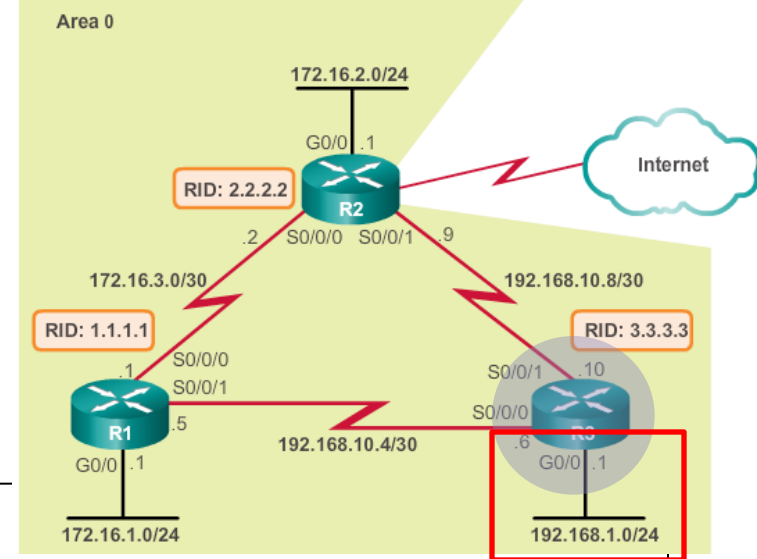 Area 0
172.16.2.0/24
G0/0 .1
Internet
RID: 2.2.2.2
R2
.2 S0/0/0 S0/0/1 .9
172.16.3.0/30
192.168.10.8/30
RID: 1.1.1.1
RID: 3.3.3.3
.1 S0/0/0
S0/0/1 .10
S0/0/1
R1
.5
S0/0/0
R3
.6
192.168.10.4/30
G0/0 .1
G0/0 .1
172.16.1.0/24
192.168.1.0/24